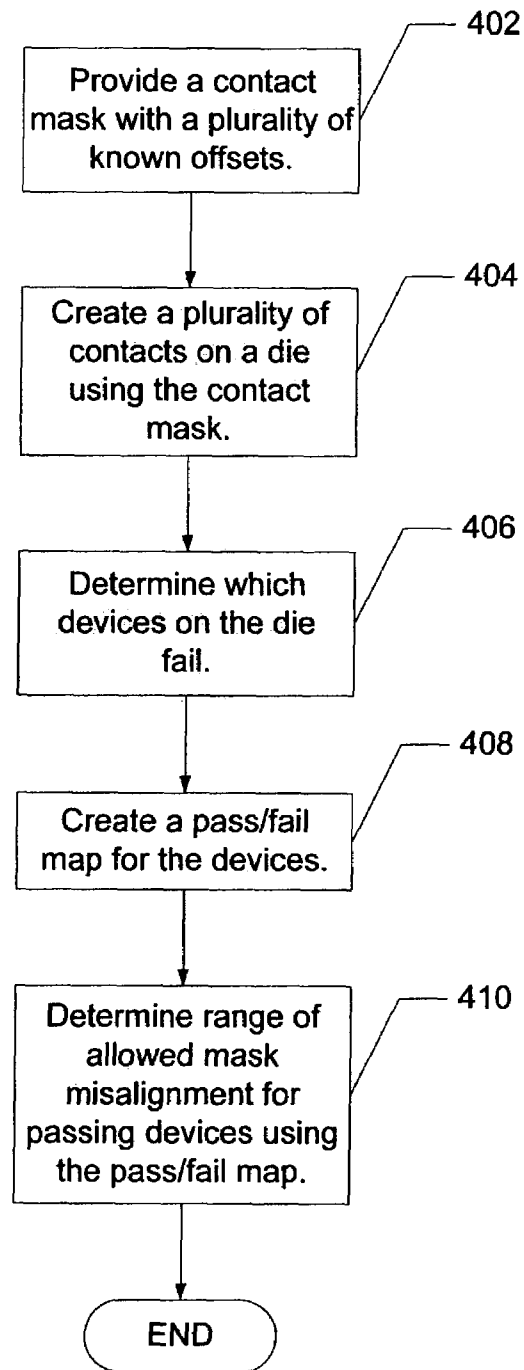 402
Provide a contact
mask with a plurality of
known offsets.
404
Create a plurality of
contacts on a die
using the contact
mask.
406
Determine which
devices on the die
fail.
408
Create a pass/fail
map for the devices.
410
Determine range of
allowed mask
misalignment for
passing devices using
the pass/fail map.
END